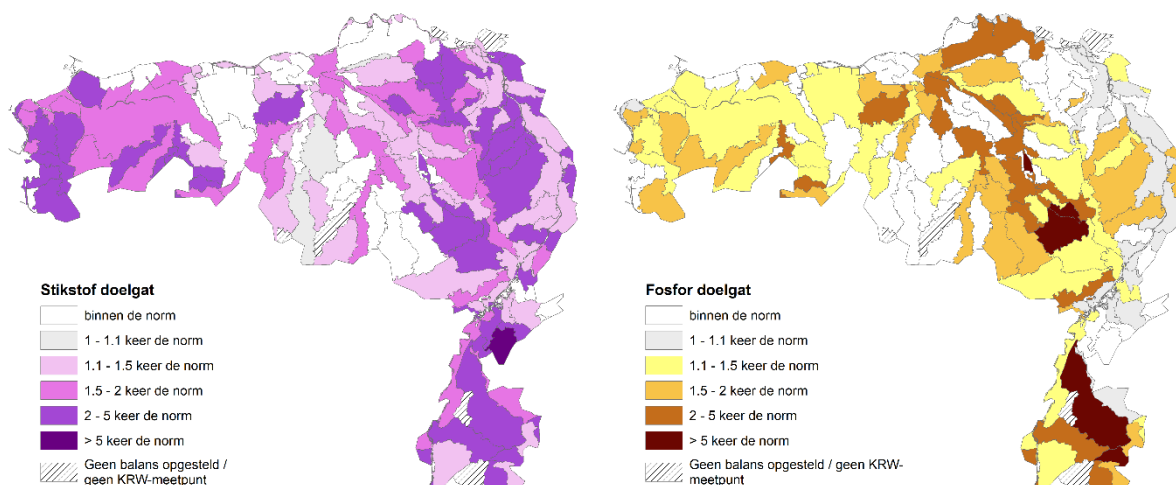 Stikstof doelgat
binnen de norm
1 - 1.1 keer de norm
1.1 - 1.5 keer de norm
1.5 - 2 keer de norm
2 - 5 keer de norm
> 5 keer de norm
Geen balans opgesteld /
geen KRW-meetpunt
Fosfor doelgat
binnen de norm
1 - 1.1 keer de norm
1.1 - 1.5 keer de norm
1.5 - 2 keer de norm
2 - 5 keer de norm
> 5 keer de norm
Geen balans opgesteld / geen KRW-
meetpunt